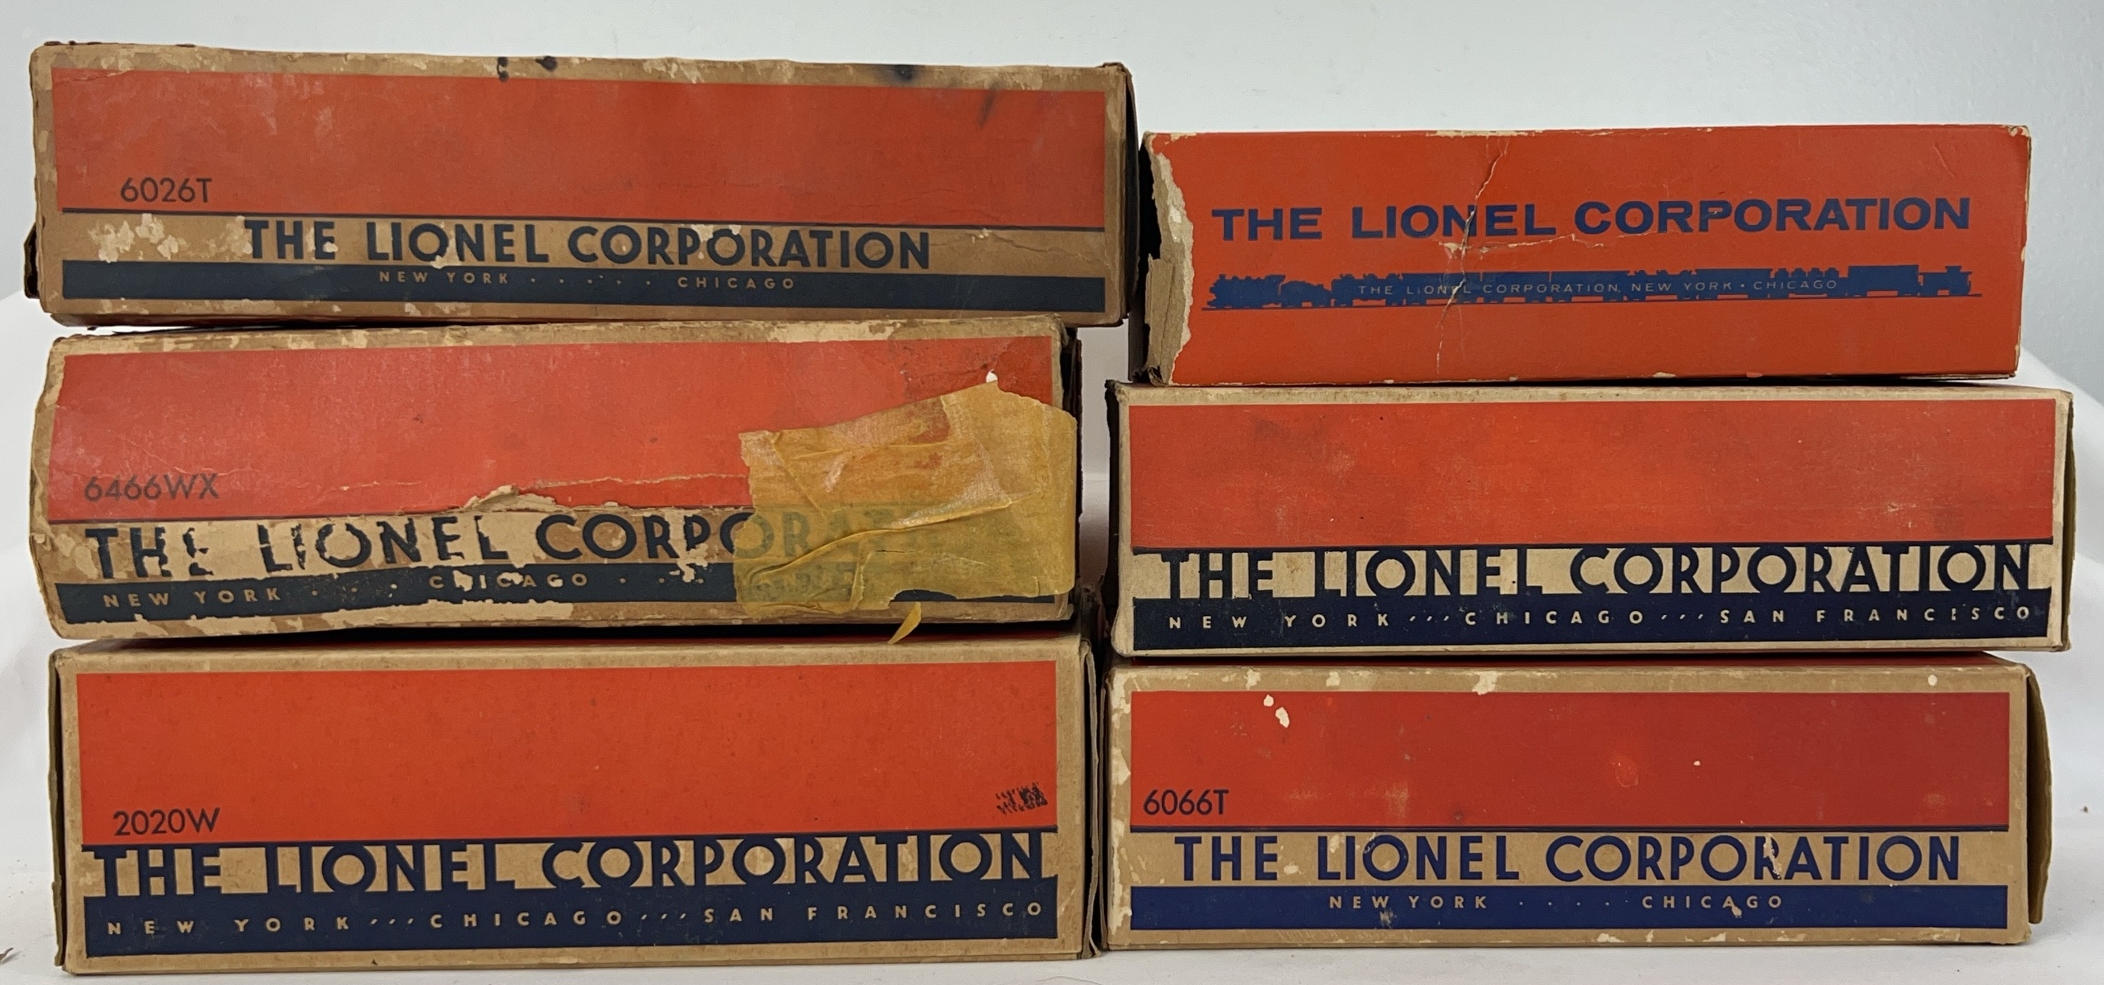 6026T
THE LIONEL CORPORATION
NEW YORK . . . . . CHICAGO
6466WX
THE LIONEL CORPORAT
NEW YORK . . . CHICAGO . . .
2020W
THE LIONEL CORPORATION
NEW YORK ,,, CHICAGO ,,, SAN FRANCISCO
THE LIONEL CORPORATION
THE LIONEL CORPORATION, NEW YORK • CHICAGO
THE LIONEL CORPORATION
NEW YORK ,,, CHICAGO ,,, SAN FRANCISCO
6066T
THE LIONEL CORPORATION
NEW YORK . . . . CHICAGO